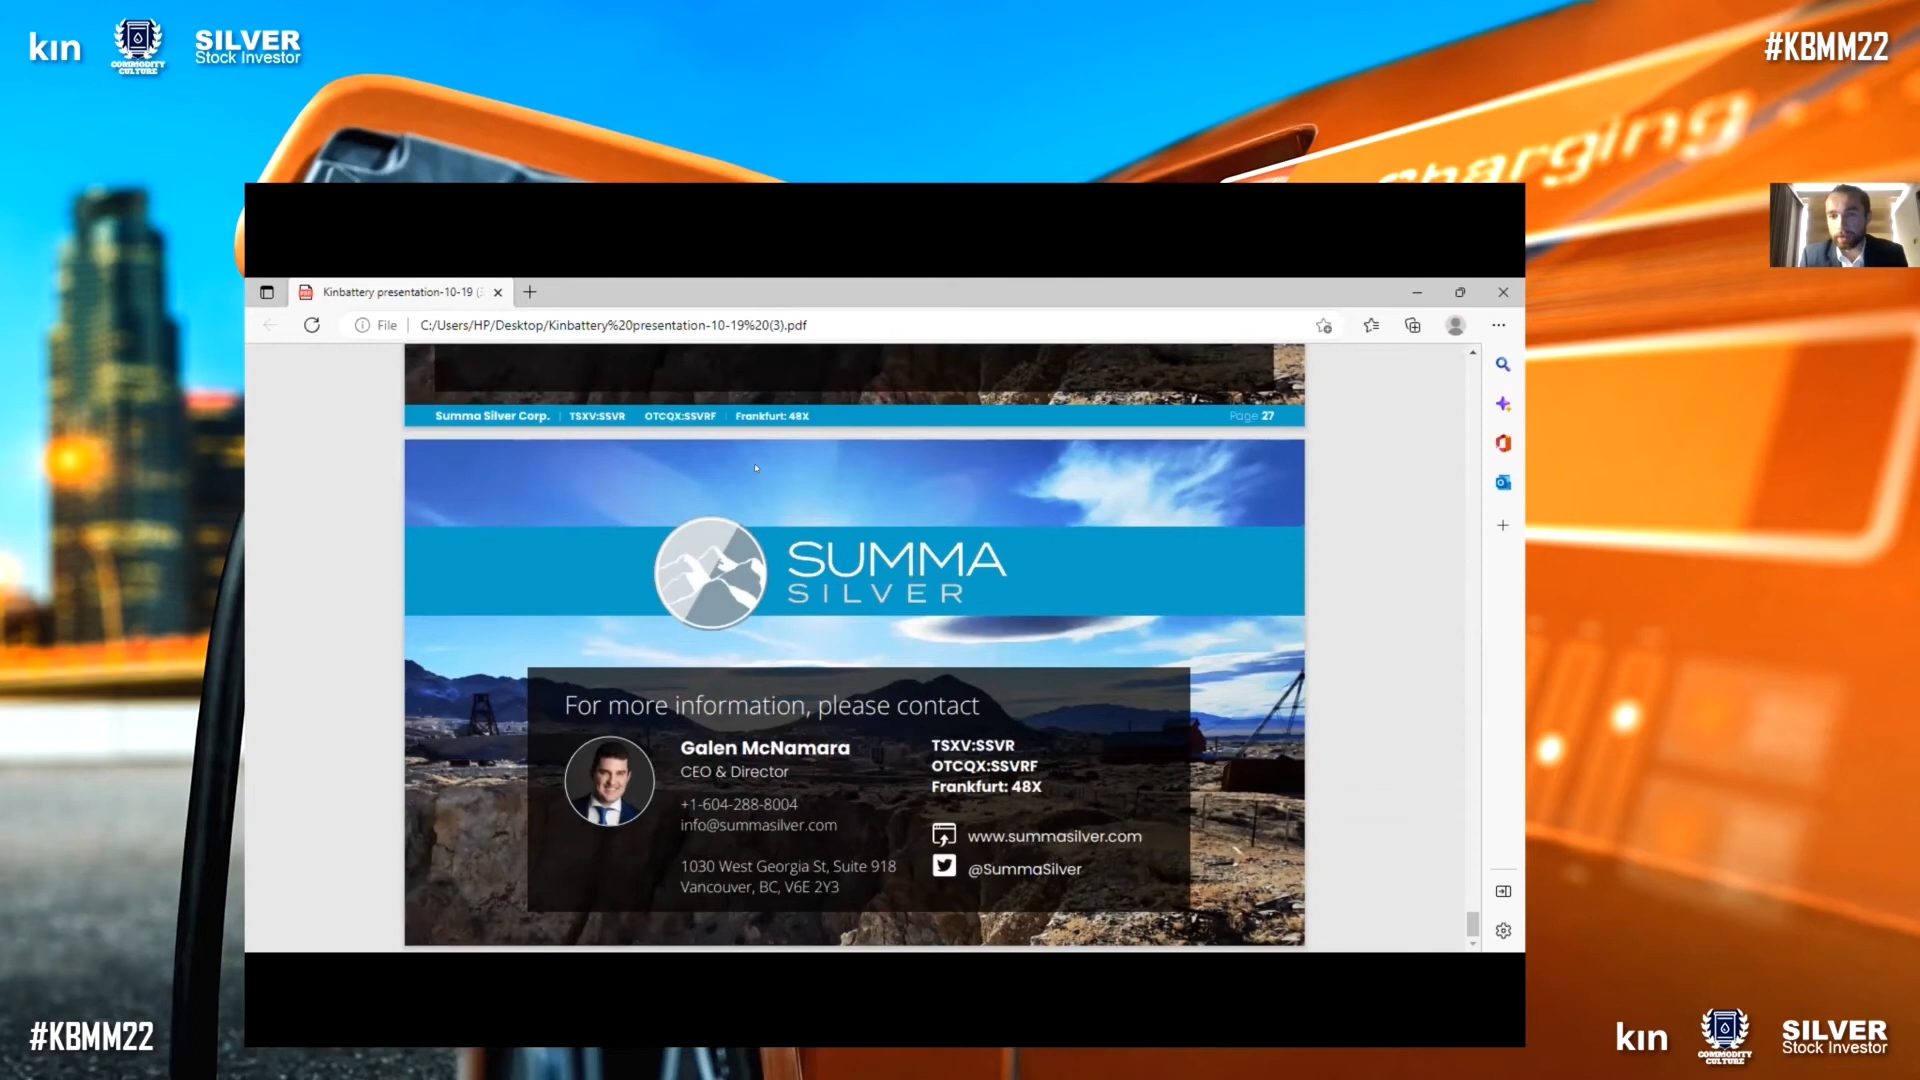 kın
COMMODITY
CULTURE
SILVER
Stock Investor
#KBMM22
Charging
Kinbattery presentation-10-19 (
File
C:/Users/HP/Desktop/Kinbattery%20presentation-10-19%20(3).pdf
Summa Silver Corp. | TSXV:SSVR OTCQX:SSVRF | Frankfurt: 48X
Page 27
SUMMA
SILVER
For more information, please contact
Galen McNamara
CEO & Director
+1-604-288-8004
info@summasilver.com
1030 West Georgia St, Suite 918
Vancouver, BC, V6E 2Y3
TSXV:SSVR
OTCQX:SSVRF
Frankfurt: 48X
www.summasilver.com
@SummaSilver
#KBMM22
kın
COMMODITY
CULTURE
SILVER
Stock Investor